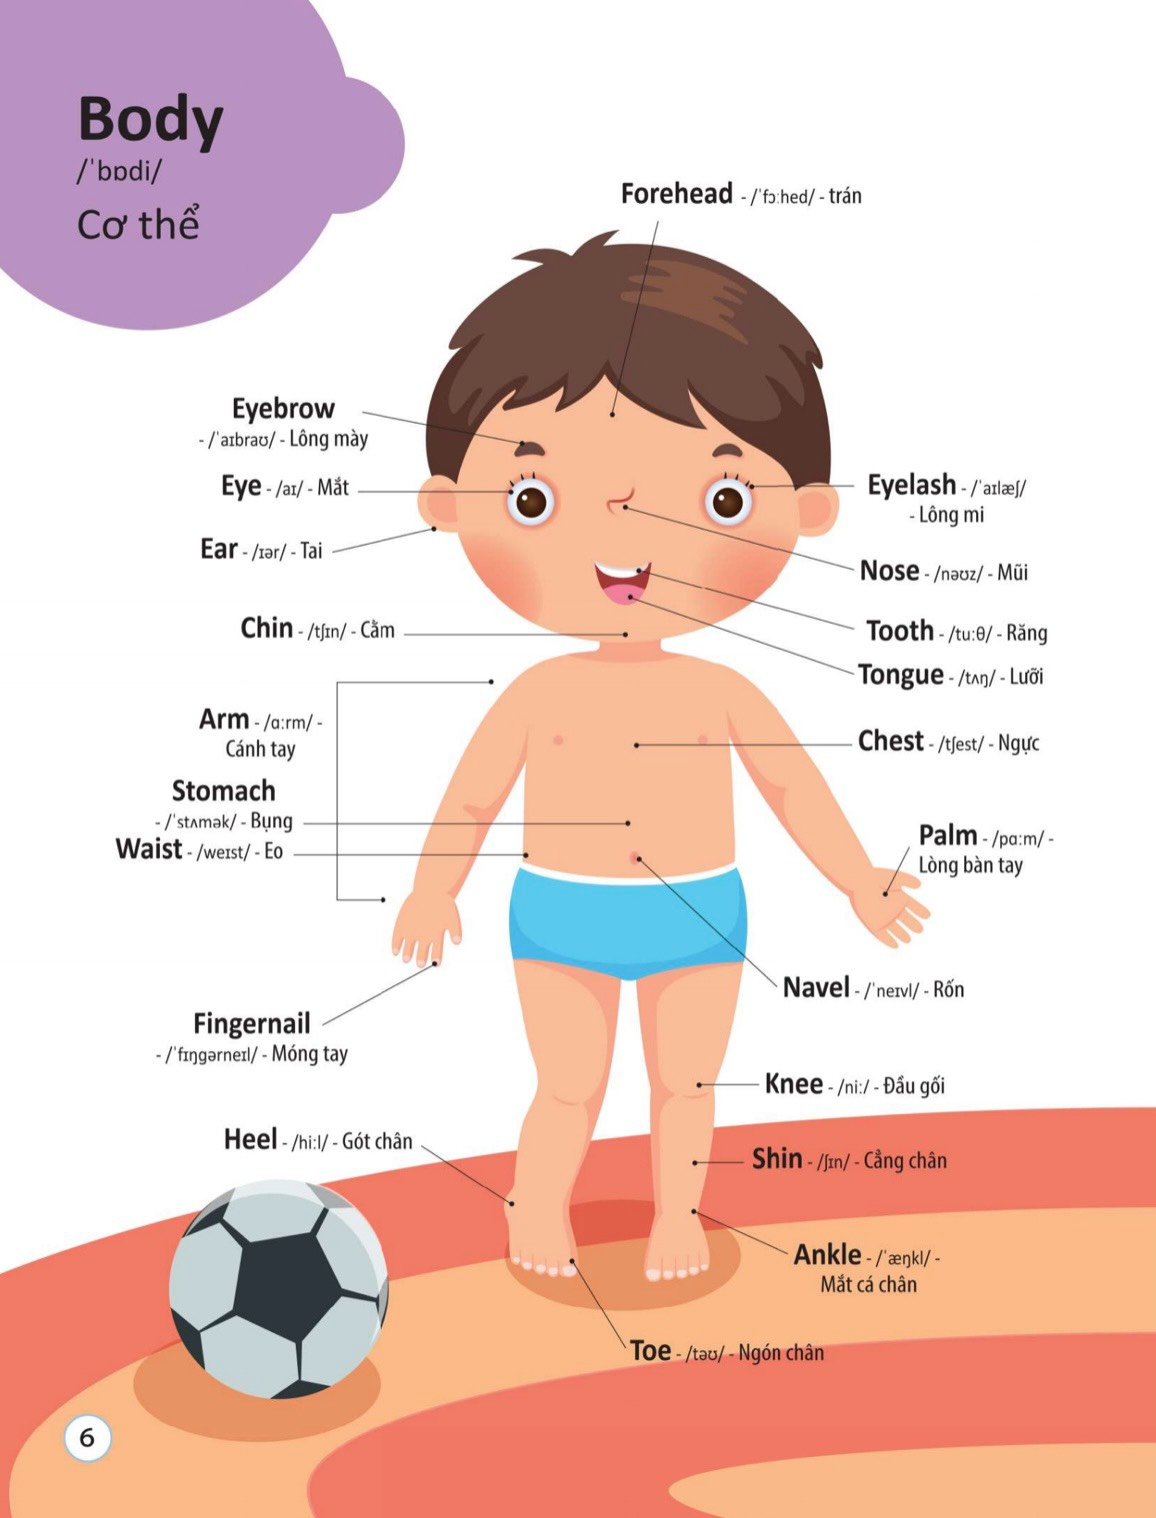 Body
/ˈbɒdi/
Cơ thể
Forehead - /ˈfɔːhed/ - trán
Eyebrow
- /ˈaɪbraʊ/ - Lông mày
Eye - /aɪ/ - Mắt
Ear - /ɪər/ - Tai
Chin - /tʃɪn/ - Cằm
Arm - /ɑːrm/ -
Cánh tay
Stomach
- /ˈstʌmək/ - Bụng
Waist - /weɪst/ - Eo
Fingernail
- /ˈfɪŋɡərneɪl/ - Móng tay
Heel - /hiːl/ - Gót chân
Eyelash - /ˈaɪlæʃ/
- Lông mi
Nose - /nəʊz/ - Mũi
Tooth - /tuːθ/ - Răng
Tongue - /tʌŋ/ - Lưỡi
Chest - /tʃest/ - Ngực
Palm - /pɑːm/ -
Lòng bàn tay
Navel - /ˈneɪvl/ - Rốn
Knee - /niː/ - Đầu gối
Shin - /ʃɪn/ - Cẳng chân
Ankle - /ˈæŋkl/ -
Mắt cá chân
Toe - /təʊ/ - Ngón chân
6